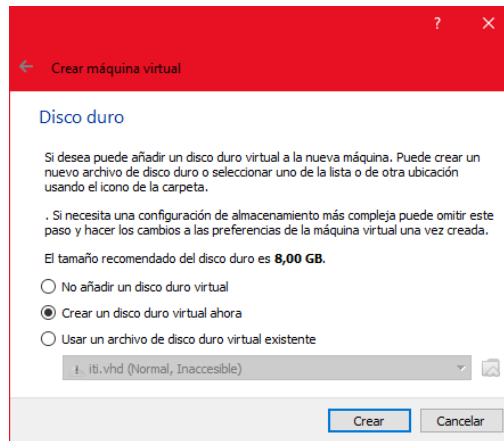 ?
Crear máquina virtual
Disco duro
Si desea puede añadir un disco duro virtual a la nueva máquina. Puede crear un
nuevo archivo de disco duro o seleccionar uno de la lista o de otra ubicación
usando el icono de la carpeta.
. Si necesita una configuración de almacenamiento más compleja puede omitir este
paso y hacer los cambios a las preferencias de la máquina virtual una vez creada.
El tamaño recomendado del disco duro es 8,00 GB.
No añadir un disco duro virtual
Crear un disco duro virtual ahora
Usar un archivo de disco duro virtual existente
iti.vhd (Normal, Inaccesible)
Crear
Cancelar